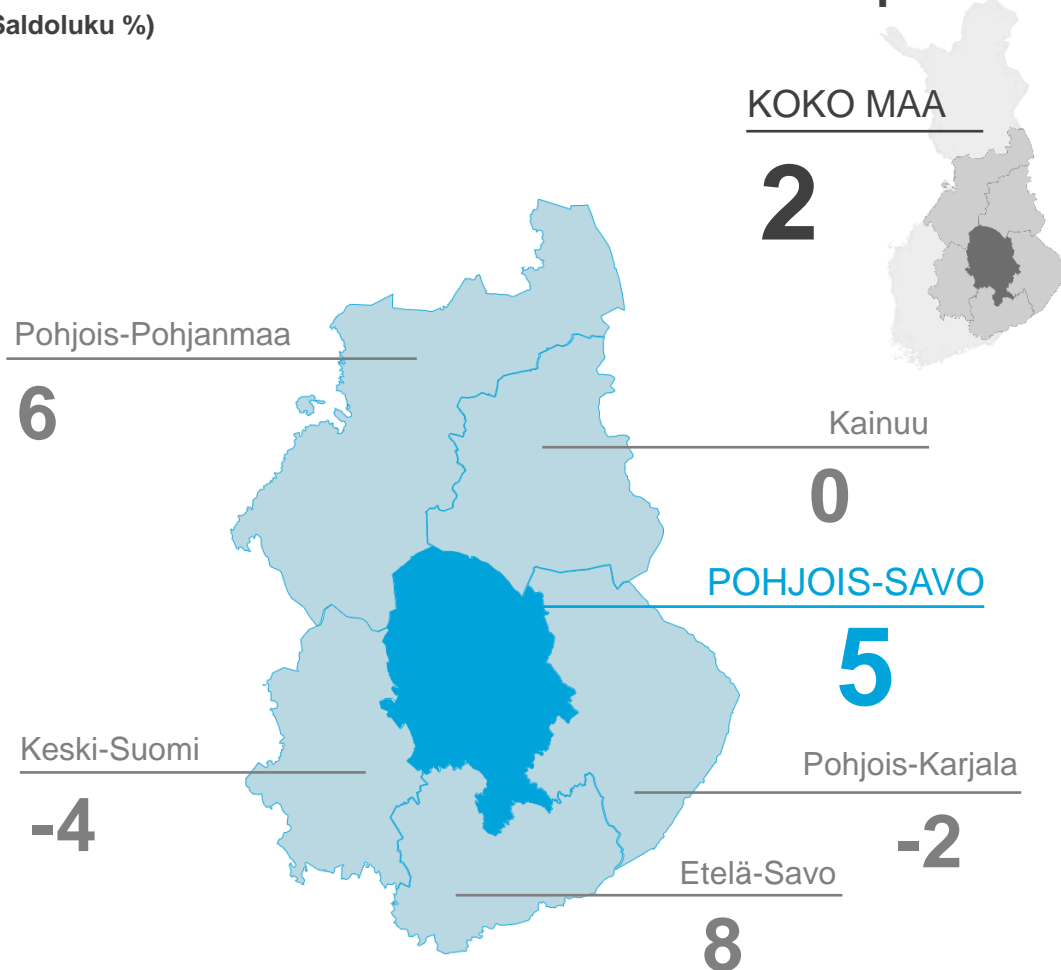 Saldoluku %)
KOKO MAA
2
Pohjois-Pohjanmaa
6
Kainuu
0
POHJOIS-SAVO
5
Keski-Suomi
-4
Pohjois-Karjala
-2
Etelä-Savo
8